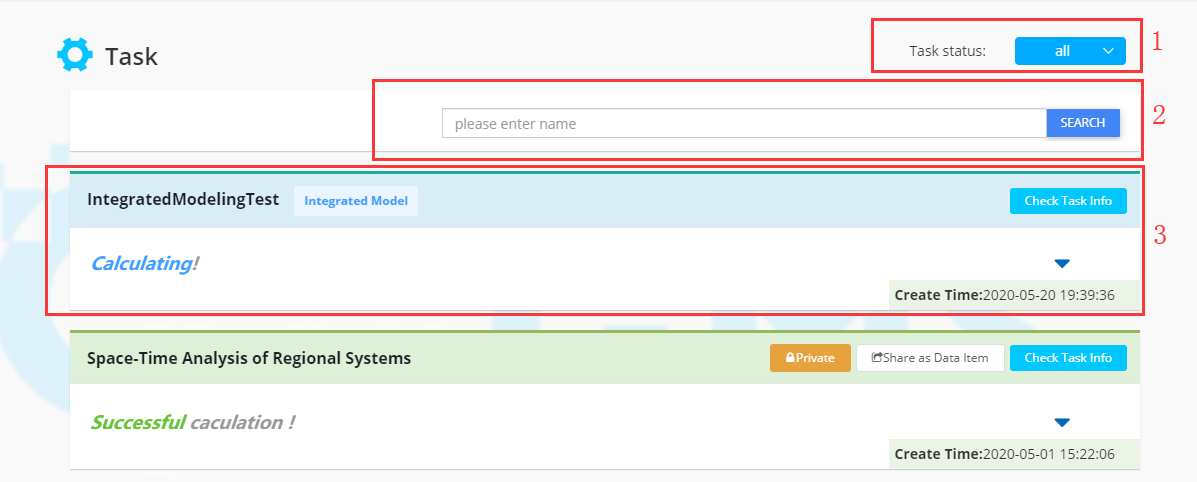 Task
Task status: all
1
please enter name SEARCH
2
IntegratedModelingTest Integrated Model Check Task Info
3
Calculating!
Create Time:2020-05-20 19:39:36
Space-Time Analysis of Regional Systems Private Share as Data Item Check Task Info
Successful caculation !
Create Time:2020-05-01 15:22:06